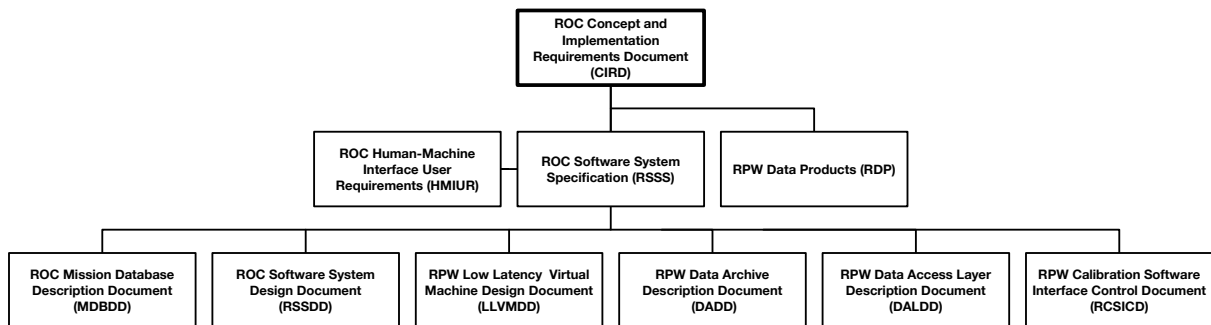 ROC Concept and
Implementation
Requirements Document
(CIRD)
ROC Human-Machine
Interface User
Requirements (HMIUR)
ROC Software System
Specification (RSSS)
RPW Data Products (RDP)
ROC Mission Database
Description Document
(MDBDD)
ROC Software System
Design Document
(RSSDD)
RPW Low Latency Virtual
Machine Design Document
(LLVMDD)
RPW Data Archive
Description Document
(DADD)
RPW Data Access Layer
Description Document
(DALDD)
RPW Calibration Software
Interface Control Document
(RCSICD)